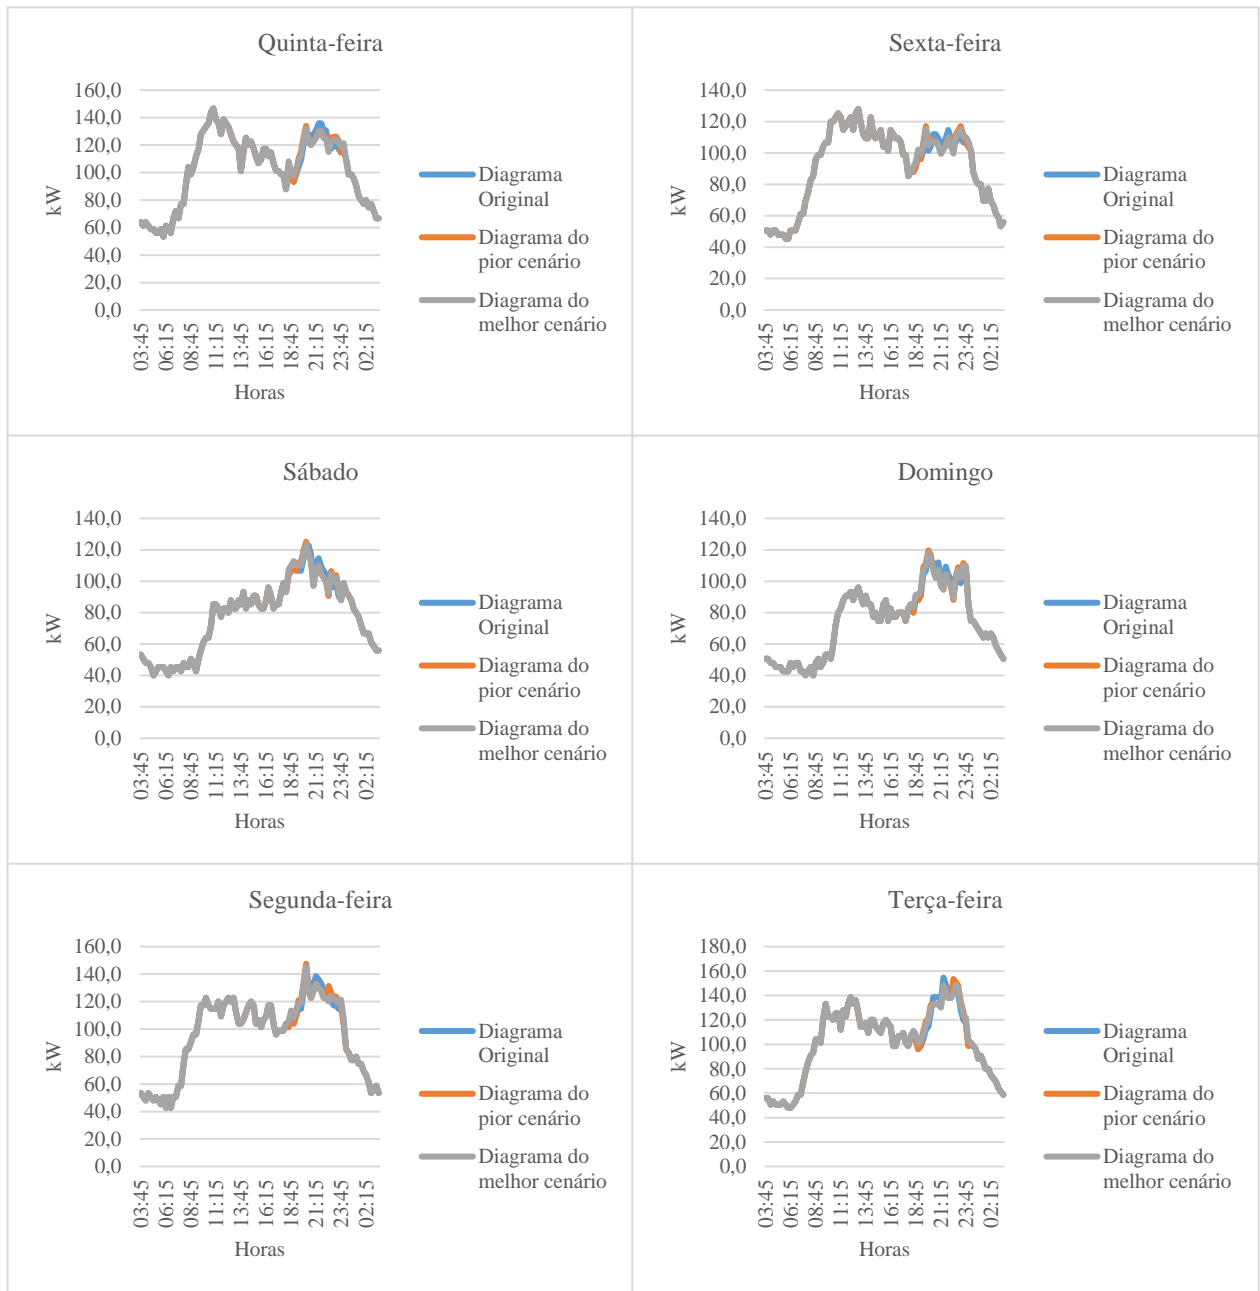 Quinta-feira
160,0
140,0
120,0
100,0
80,0
60,0
40,0
20,0
0,0
kW
03:45
06:15
08:45
11:15
13:45
16:15
18:45
21:15
23:45
02:15
Horas
Diagrama
Original
Diagrama do
pior cenário
Diagrama do
melhor cenário
Sexta-feira
140,0
120,0
100,0
80,0
60,0
40,0
20,0
0,0
kW
03:45
06:15
08:45
11:15
13:45
16:15
18:45
21:15
23:45
02:15
Horas
Diagrama
Original
Diagrama do
pior cenário
Diagrama do
melhor cenário
Sábado
140,0
120,0
100,0
80,0
60,0
40,0
20,0
0,0
kW
03:45
06:15
08:45
11:15
13:45
16:15
18:45
21:15
23:45
02:15
Horas
Diagrama
Original
Diagrama do
pior cenário
Diagrama do
melhor cenário
Domingo
140,0
120,0
100,0
80,0
60,0
40,0
20,0
0,0
kW
03:45
06:15
08:45
11:15
13:45
16:15
18:45
21:15
23:45
02:15
Horas
Diagrama
Original
Diagrama do
pior cenário
Diagrama do
melhor cenário
Segunda-feira
160,0
140,0
120,0
100,0
80,0
60,0
40,0
20,0
0,0
kW
03:45
06:15
08:45
11:15
13:45
16:15
18:45
21:15
23:45
02:15
Horas
Diagrama
Original
Diagrama do
pior cenário
Diagrama do
melhor cenário
Terça-feira
180,0
160,0
140,0
120,0
100,0
80,0
60,0
40,0
20,0
0,0
kW
03:45
06:15
08:45
11:15
13:45
16:15
18:45
21:15
23:45
02:15
Horas
Diagrama
Original
Diagrama do
pior cenário
Diagrama do
melhor cenário